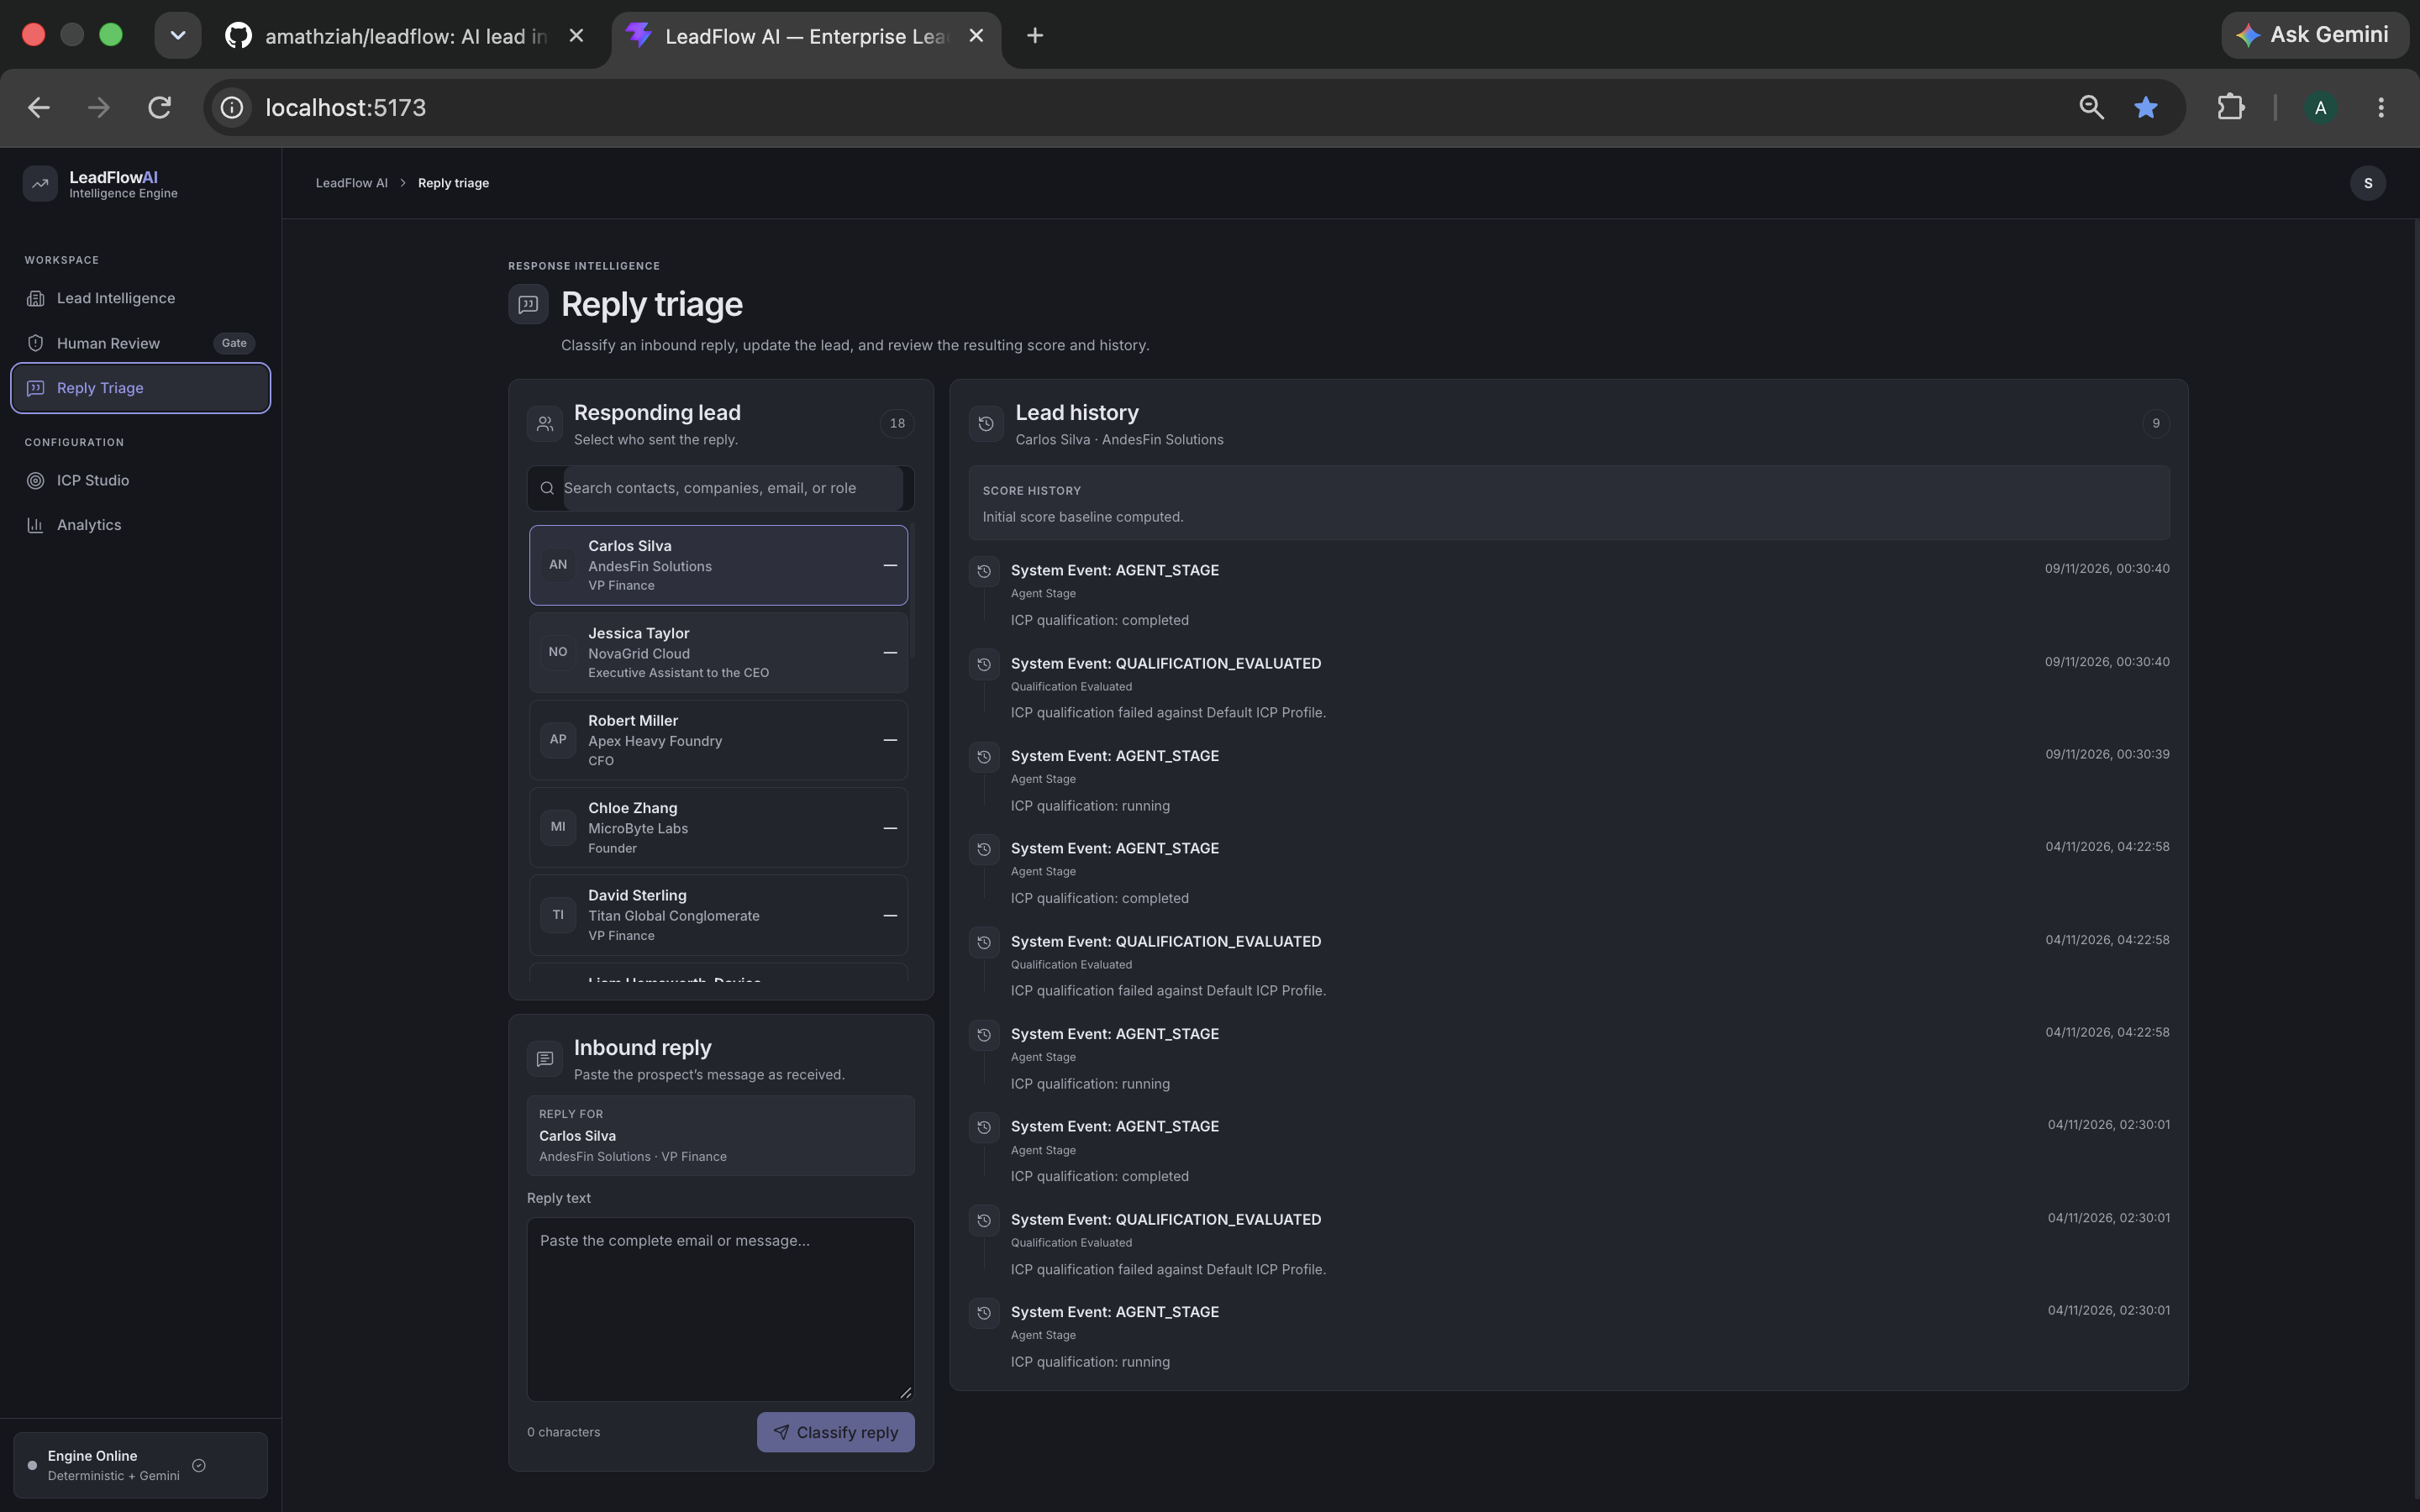 amathziah/leadflow: AI lead in
LeadFlow AI — Enterprise Lea
Ask Gemini
localhost:5173
A
LeadFlowAI
Intelligence Engine
WORKSPACE
Lead Intelligence
Human Review
Gate
Reply Triage
CONFIGURATION
ICP Studio
Analytics
Engine Online
Deterministic + Gemini
LeadFlow AI > Reply triage
S
RESPONSE INTELLIGENCE
Reply triage
Classify an inbound reply, update the lead, and review the resulting score and history.
Responding lead
Select who sent the reply.
18
Search contacts, companies, email, or role
AN
Carlos Silva
AndesFin Solutions
VP Finance
—
NO
Jessica Taylor
NovaGrid Cloud
Executive Assistant to the CEO
—
AP
Robert Miller
Apex Heavy Foundry
CFO
—
MI
Chloe Zhang
MicroByte Labs
Founder
—
TI
David Sterling
Titan Global Conglomerate
VP Finance
—
Inbound reply
Paste the prospect’s message as received.
REPLY FOR
Carlos Silva
AndesFin Solutions · VP Finance
Reply text
Paste the complete email or message...
0 characters
Classify reply
Lead history
Carlos Silva · AndesFin Solutions
9
SCORE HISTORY
Initial score baseline computed.
System Event: AGENT_STAGE
09/11/2026, 00:30:40
Agent Stage
ICP qualification: completed
System Event: QUALIFICATION_EVALUATED
09/11/2026, 00:30:40
Qualification Evaluated
ICP qualification failed against Default ICP Profile.
System Event: AGENT_STAGE
09/11/2026, 00:30:39
Agent Stage
ICP qualification: running
System Event: AGENT_STAGE
04/11/2026, 04:22:58
Agent Stage
ICP qualification: completed
System Event: QUALIFICATION_EVALUATED
04/11/2026, 04:22:58
Qualification Evaluated
ICP qualification failed against Default ICP Profile.
System Event: AGENT_STAGE
04/11/2026, 04:22:58
Agent Stage
ICP qualification: running
System Event: AGENT_STAGE
04/11/2026, 02:30:01
Agent Stage
ICP qualification: completed
System Event: QUALIFICATION_EVALUATED
04/11/2026, 02:30:01
Qualification Evaluated
ICP qualification failed against Default ICP Profile.
System Event: AGENT_STAGE
04/11/2026, 02:30:01
Agent Stage
ICP qualification: running